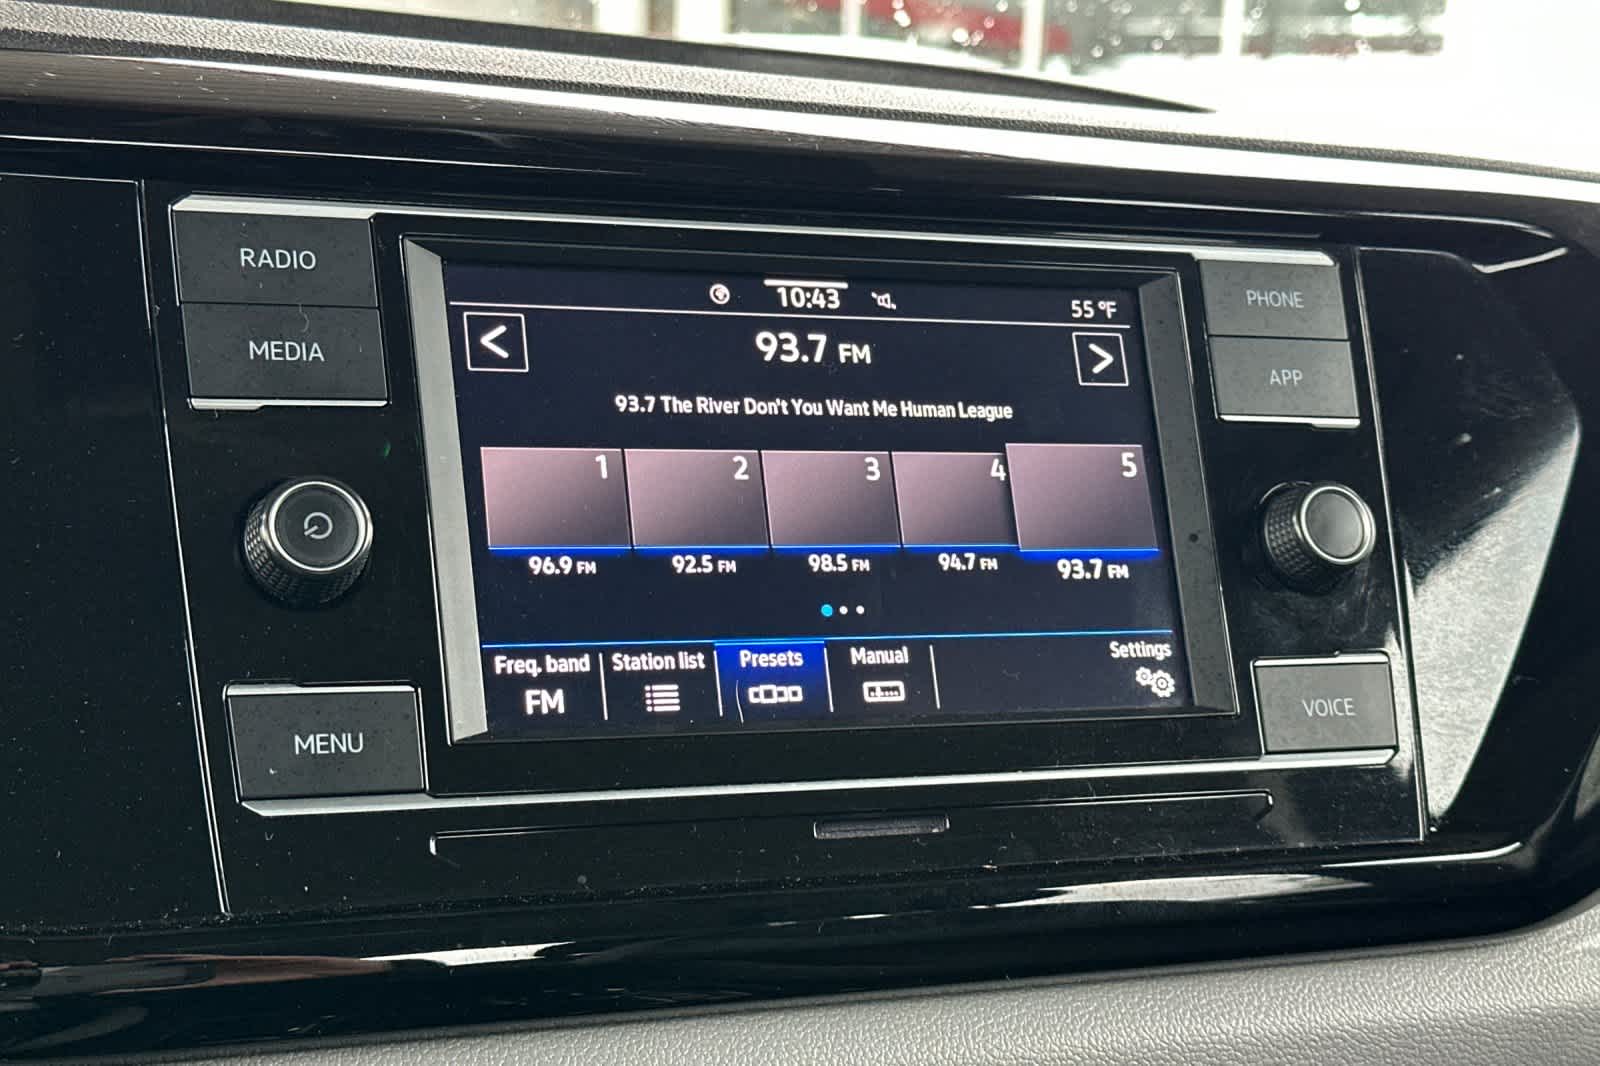 RADIO
MEDIA
MENU
10:43
55 °F
<
93.7 FM
>
93.7 The River Don't You Want Me Human League
1 2 3 4 5
96.9 FM 92.5 FM 98.5 FM 94.7 FM 93.7 FM
Freq. band Station list Presets Manual Settings
FM
PHONE
APP
VOICE